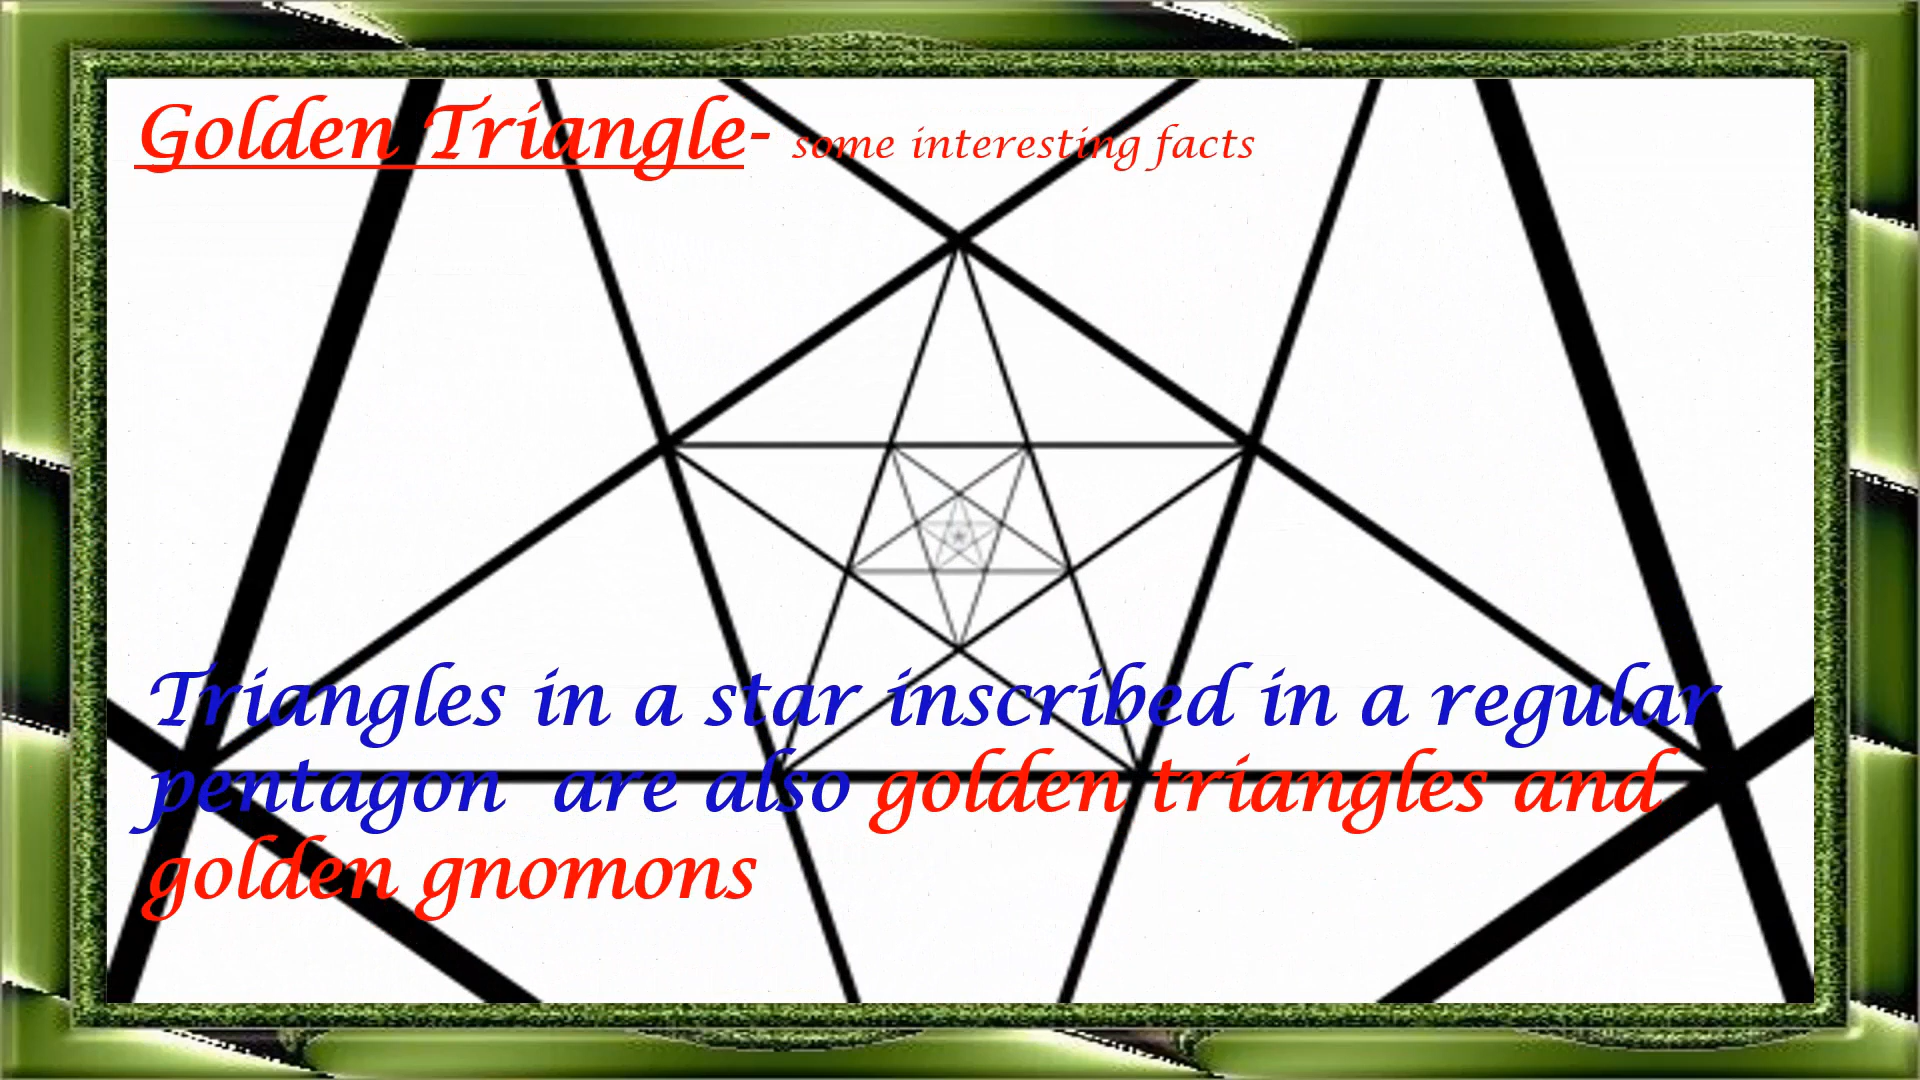 Golden Triangle- some interesting facts
Triangles in a star inscribed in a regular
pentagon are also golden triangles and
golden gnomons